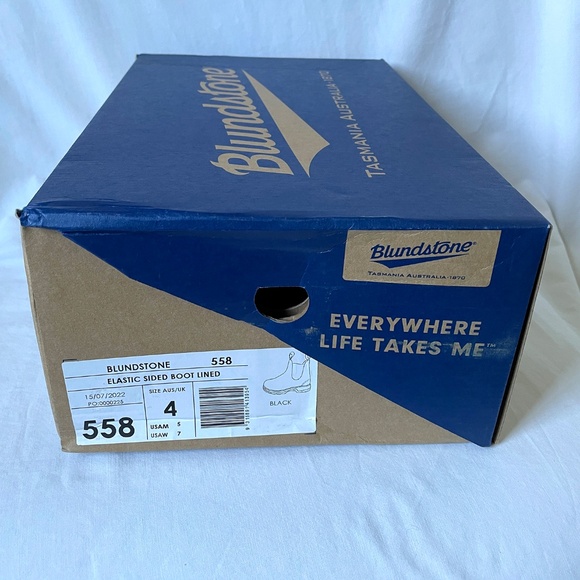 Blundstone
TASMANIA AUSTRALIA·1870
Blundstone
TASMANIA AUSTRALIA·1870
EVERYWHERE
LIFE TAKES ME™
BLUNDSTONE 558
ELASTIC SIDED BOOT LINED
15/07/2022
SIZE AUS/UK
4
558
USAM 5
USAW 7
BLACK